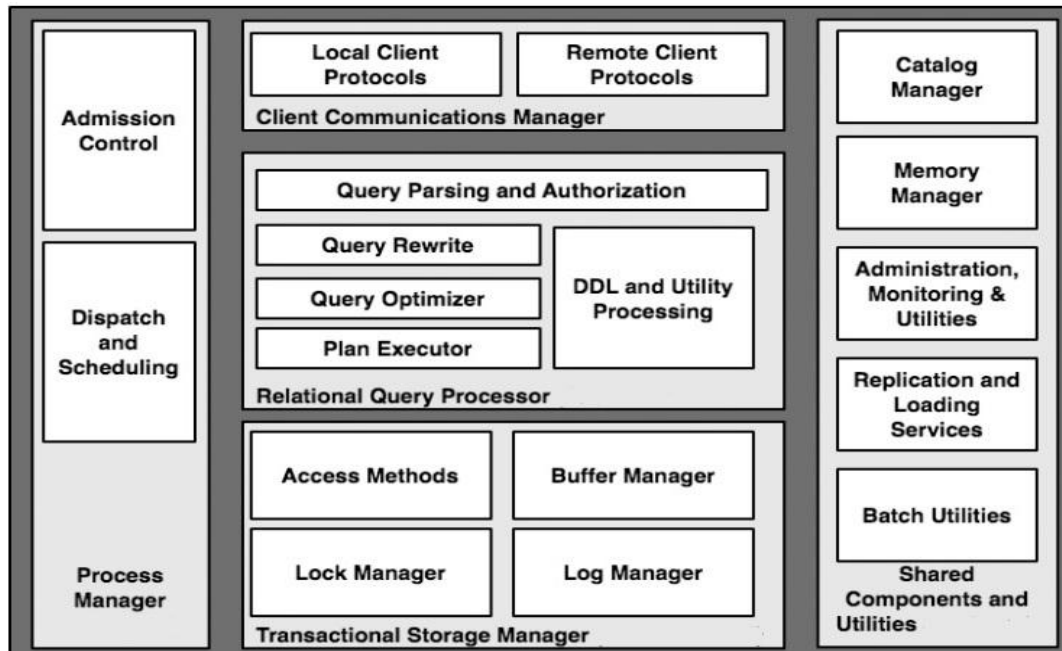 Admission
Control
Dispatch
and
Scheduling
Process
Manager
Local Client
Protocols
Remote Client
Protocols
Client Communications Manager
Query Parsing and Authorization
Query Rewrite
Query Optimizer
Plan Executor
DDL and Utility
Processing
Relational Query Processor
Access Methods
Buffer Manager
Lock Manager
Log Manager
Transactional Storage Manager
Catalog
Manager
Memory
Manager
Administration,
Monitoring &
Utilities
Replication and
Loading
Services
Batch Utilities
Shared
Components and
Utilities